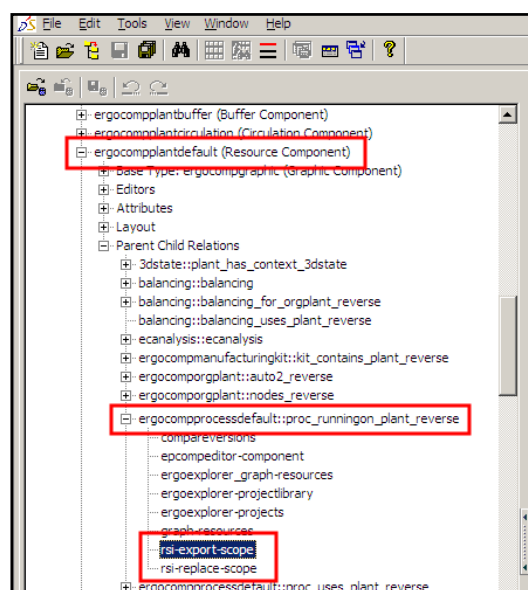 File Edit Tools View Window Help
ergocompplantbuffer (Buffer Component)
ergocompplantcirculation (Circulation Component)
ergocompplantdefault (Resource Component)
Base Type: ergocompgraphic (Graphic Component)
Editors
Attributes
Layout
Parent Child Relations
3dstate::plant_has_context_3dstate
balancing::balancing
balancing::balancing_for_orgplant_reverse
balancing::balancing_uses_plant_reverse
ecanalysis::ecanalysis
ergocompmanufacturingkit::kit_contains_plant_reverse
ergocomporgplant::auto2_reverse
ergocomporgplant::nodes_reverse
ergocompprocessdefault::proc_runningon_plant_reverse
compareversions
epcompeditor-component
ergoexplorer_graph-resources
ergoexplorer-projectlibrary
ergoexplorer-projects
graph-resources
rsi-export-scope
rsi-replace-scope
ergocompprocessdefault::proc_uses_plant_reverse